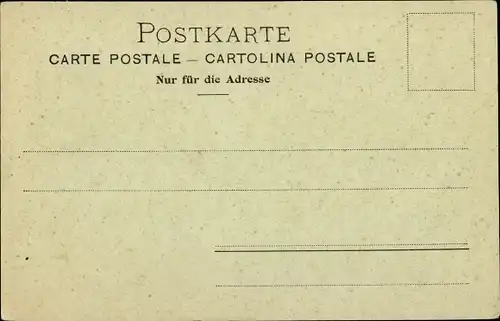 POSTKARTE
CARTE POSTALE — CARTOLINA POSTALE
Nur für die Adresse